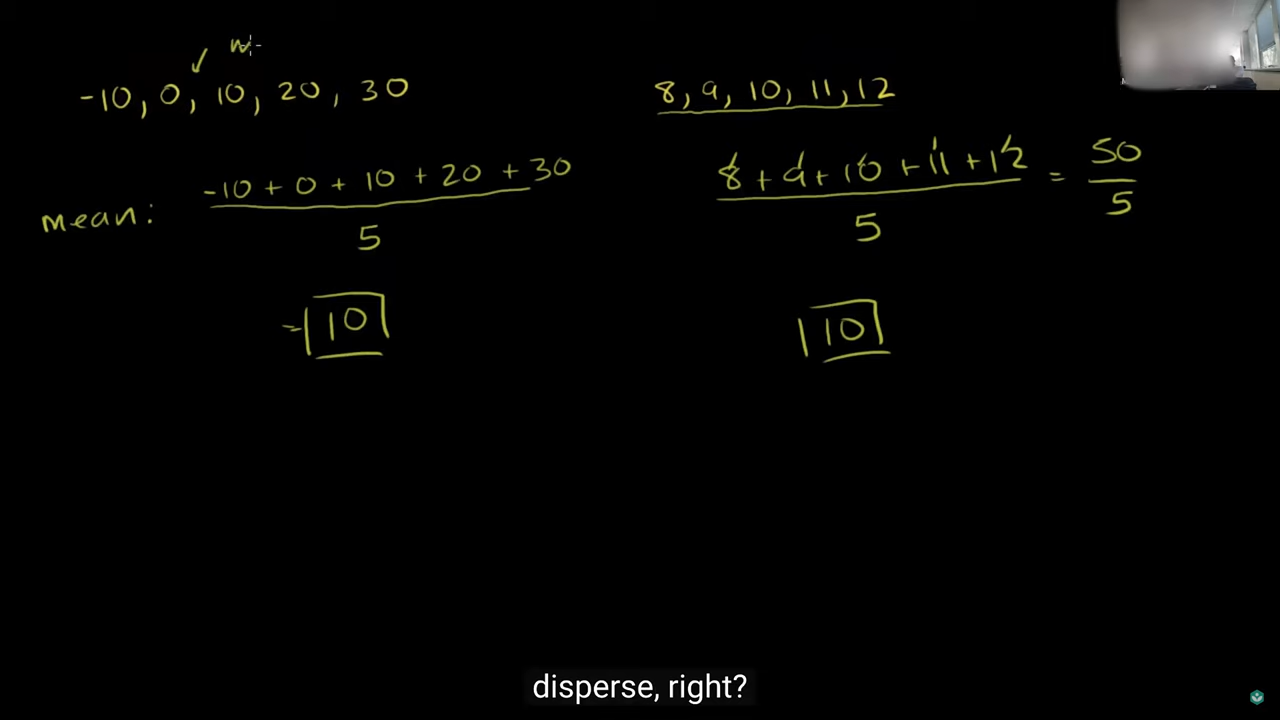 -10, 0, 10, 20, 30
8, 9, 10, 11, 12
mean: -10 + 0 + 10 + 20 + 30 / 5
= 10
8 + 9 + 10 + 11 + 12 / 5 = 50 / 5
10
disperse, right?